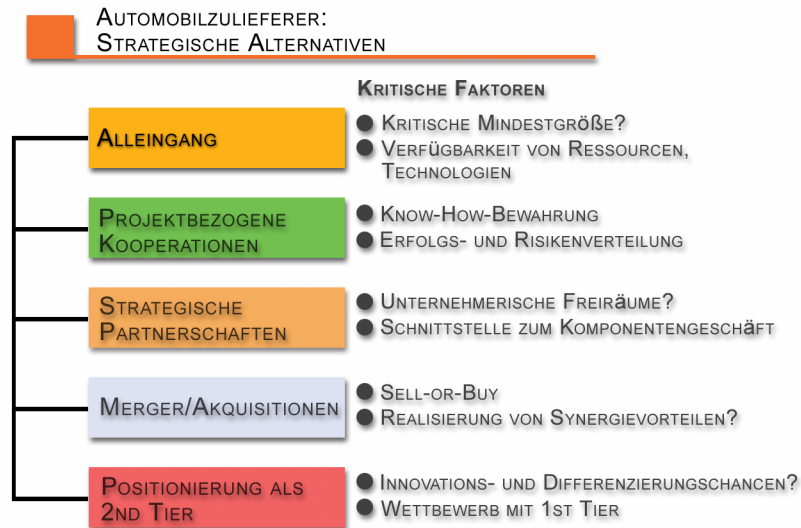 Automobilzulieferer:
Strategische Alternativen
Kritische Faktoren
Alleingang
● Kritische Mindestgröße?
● Verfügbarkeit von Ressourcen,
Technologien
Projektbezogene
Kooperationen
● Know-How-Bewahrung
● Erfolgs- und Risikenverteilung
Strategische
Partnerschaften
● Unternehmerische Freiräume?
● Schnittstelle zum Komponentengeschäft
Merger/Akquisitionen
● Sell-or-Buy
● Realisierung von Synergievorteilen?
Positionierung als
2nd Tier
● Innovations- und Differenzierungschancen?
● Wettbewerb mit 1st Tier